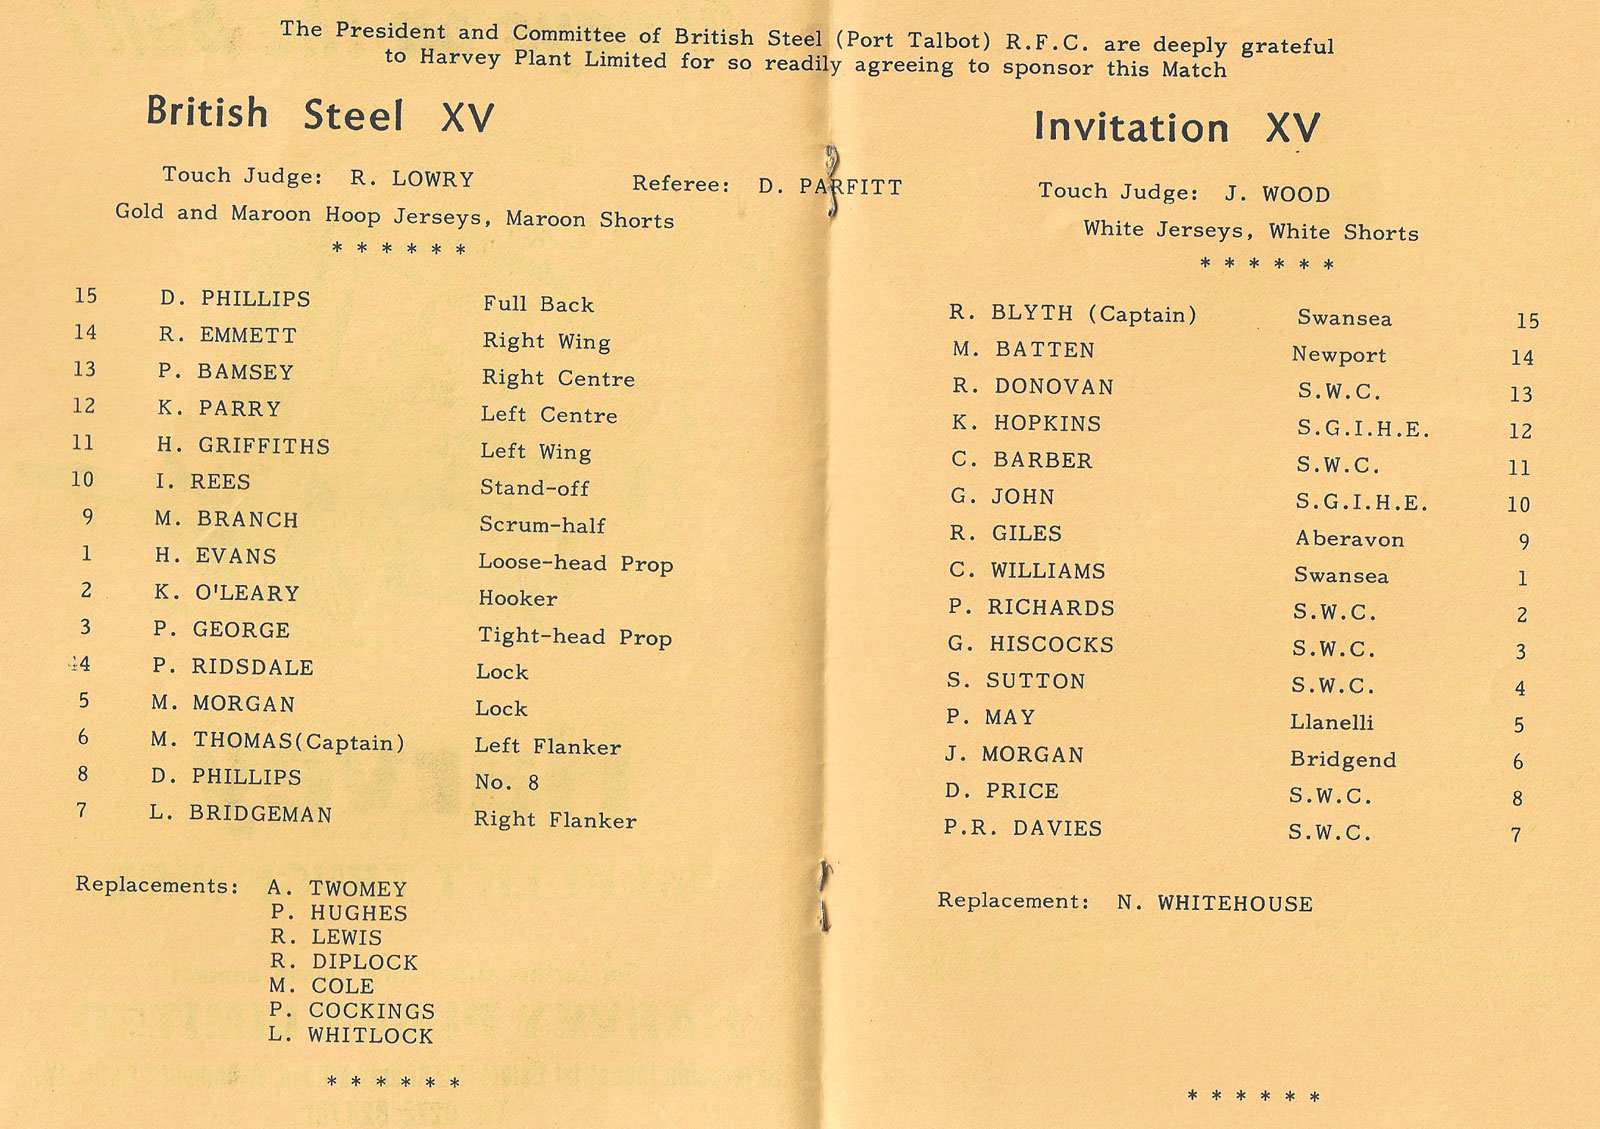 The President and Committee of British Steel (Port Talbot) R.F.C. are deeply grateful
to Harvey Plant Limited for so readily agreeing to sponsor this Match
British Steel XV
Touch Judge: R. LOWRY
Gold and Maroon Hoop Jerseys, Maroon Shorts
* * * * * *
Referee: D. PARFITT
15 D. PHILLIPS Full Back
14 R. EMMETT Right Wing
13 P. BAMSEY Right Centre
12 K. PARRY Left Centre
11 H. GRIFFITHS Left Wing
10 I. REES Stand-off
9 M. BRANCH Scrum-half
1 H. EVANS Loose-head Prop
2 K. O'LEARY Hooker
3 P. GEORGE Tight-head Prop
4 P. RIDSDALE Lock
5 M. MORGAN Lock
6 M. THOMAS(Captain) Left Flanker
8 D. PHILLIPS No. 8
7 L. BRIDGEMAN Right Flanker
Replacements: A. TWOMEY
P. HUGHES
R. LEWIS
R. DIPLOCK
M. COLE
P. COCKINGS
L. WHITLOCK
* * * * * *
Invitation XV
Touch Judge: J. WOOD
White Jerseys, White Shorts
* * * * * *
R. BLYTH (Captain) Swansea 15
M. BATTEN Newport 14
R. DONOVAN S.W.C. 13
K. HOPKINS S.G.I.H.E. 12
C. BARBER S.W.C. 11
G. JOHN S.G.I.H.E. 10
R. GILES Aberavon 9
C. WILLIAMS Swansea 1
P. RICHARDS S.W.C. 2
G. HISCOCKS S.W.C. 3
S. SUTTON S.W.C. 4
P. MAY Llanelli 5
J. MORGAN Bridgend 6
D. PRICE S.W.C. 8
P.R. DAVIES S.W.C. 7
Replacement: N. WHITEHOUSE
* * * * * *